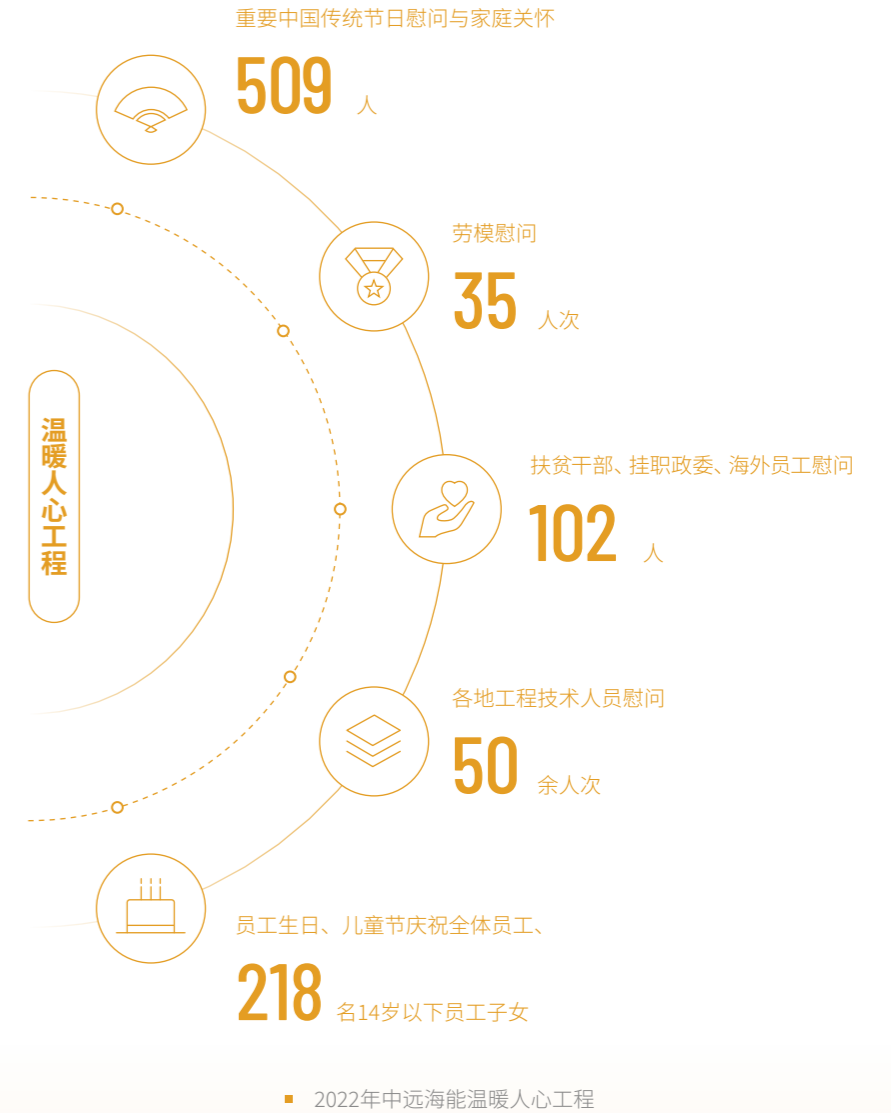 重要中国传统节日慰问与家庭关怀
509 人
劳模慰问
35 人次
温暖人心工程
扶贫干部、挂职政委、海外员工慰问
102 人
各地工程技术人员慰问
50 余人次
员工生日、儿童节庆祝全体员工、
218 名14岁以下员工子女
2022年中远海能温暖人心工程